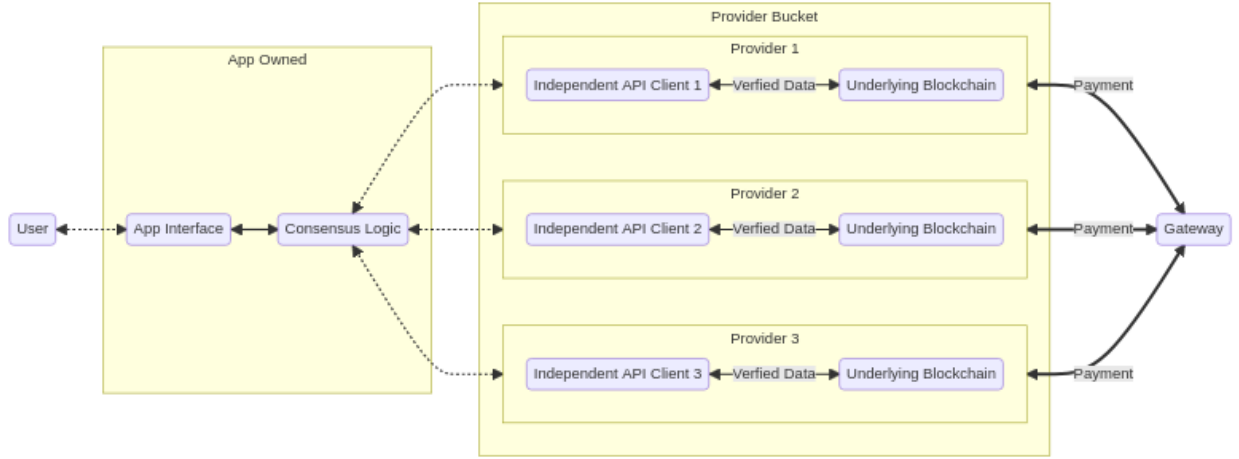 Provider Bucket
App Owned
Provider 1
Independent API Client 1
Verfied Data
Underlying Blockchain
Payment
Provider 2
User
App Interface
Consensus Logic
Independent API Client 2
Verfied Data
Underlying Blockchain
Payment
Gateway
Provider 3
Independent API Client 3
Verfied Data
Underlying Blockchain
Payment